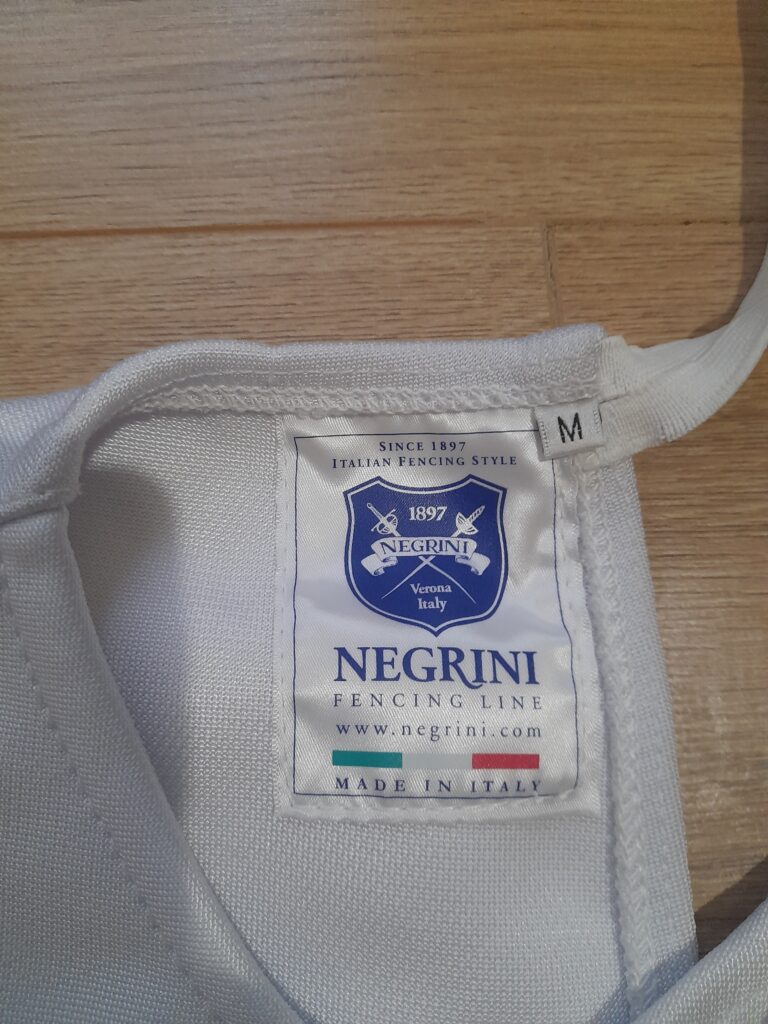 M
SINCE 1897
ITALIAN FENCING STYLE
1897
NEGRINI
Verona
Italy
NEGRINI
FENCING LINE
www.negrini.com
MADE IN ITALY